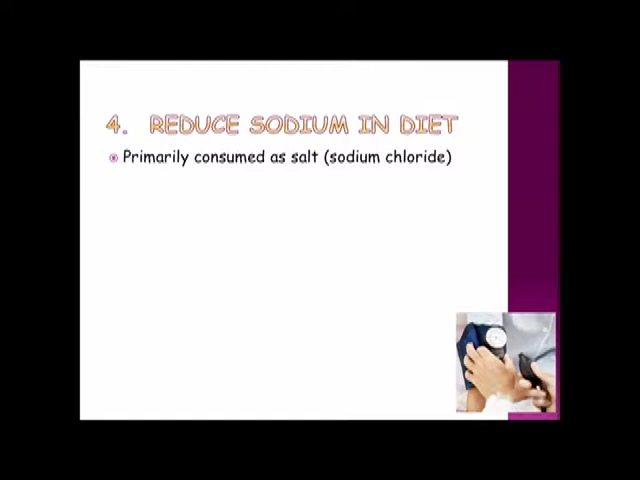 4. REDUCE SODIUM IN DIET
Primarily consumed as salt (sodium chloride)